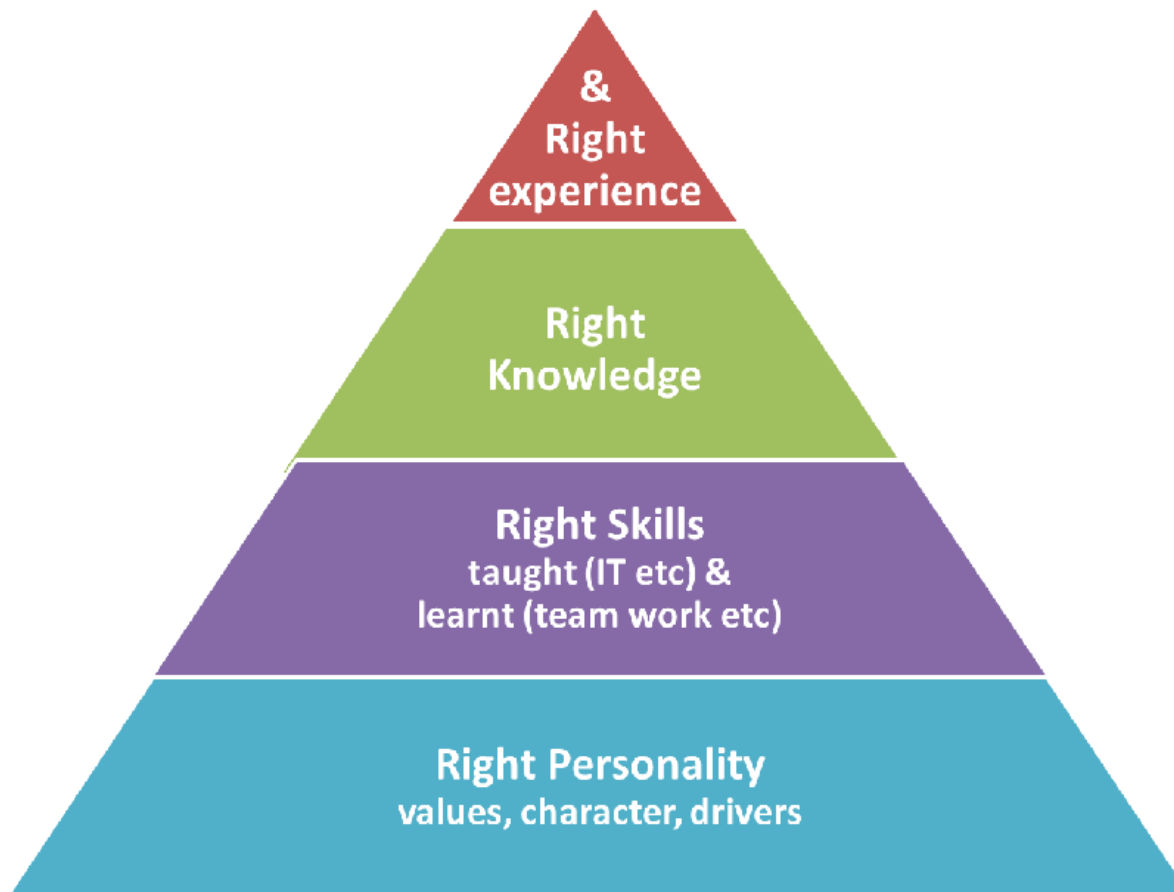 &
Right
experience
Right
Knowledge
Right Skills
taught (IT etc) &
learnt (team work etc)
Right Personality
values, character, drivers